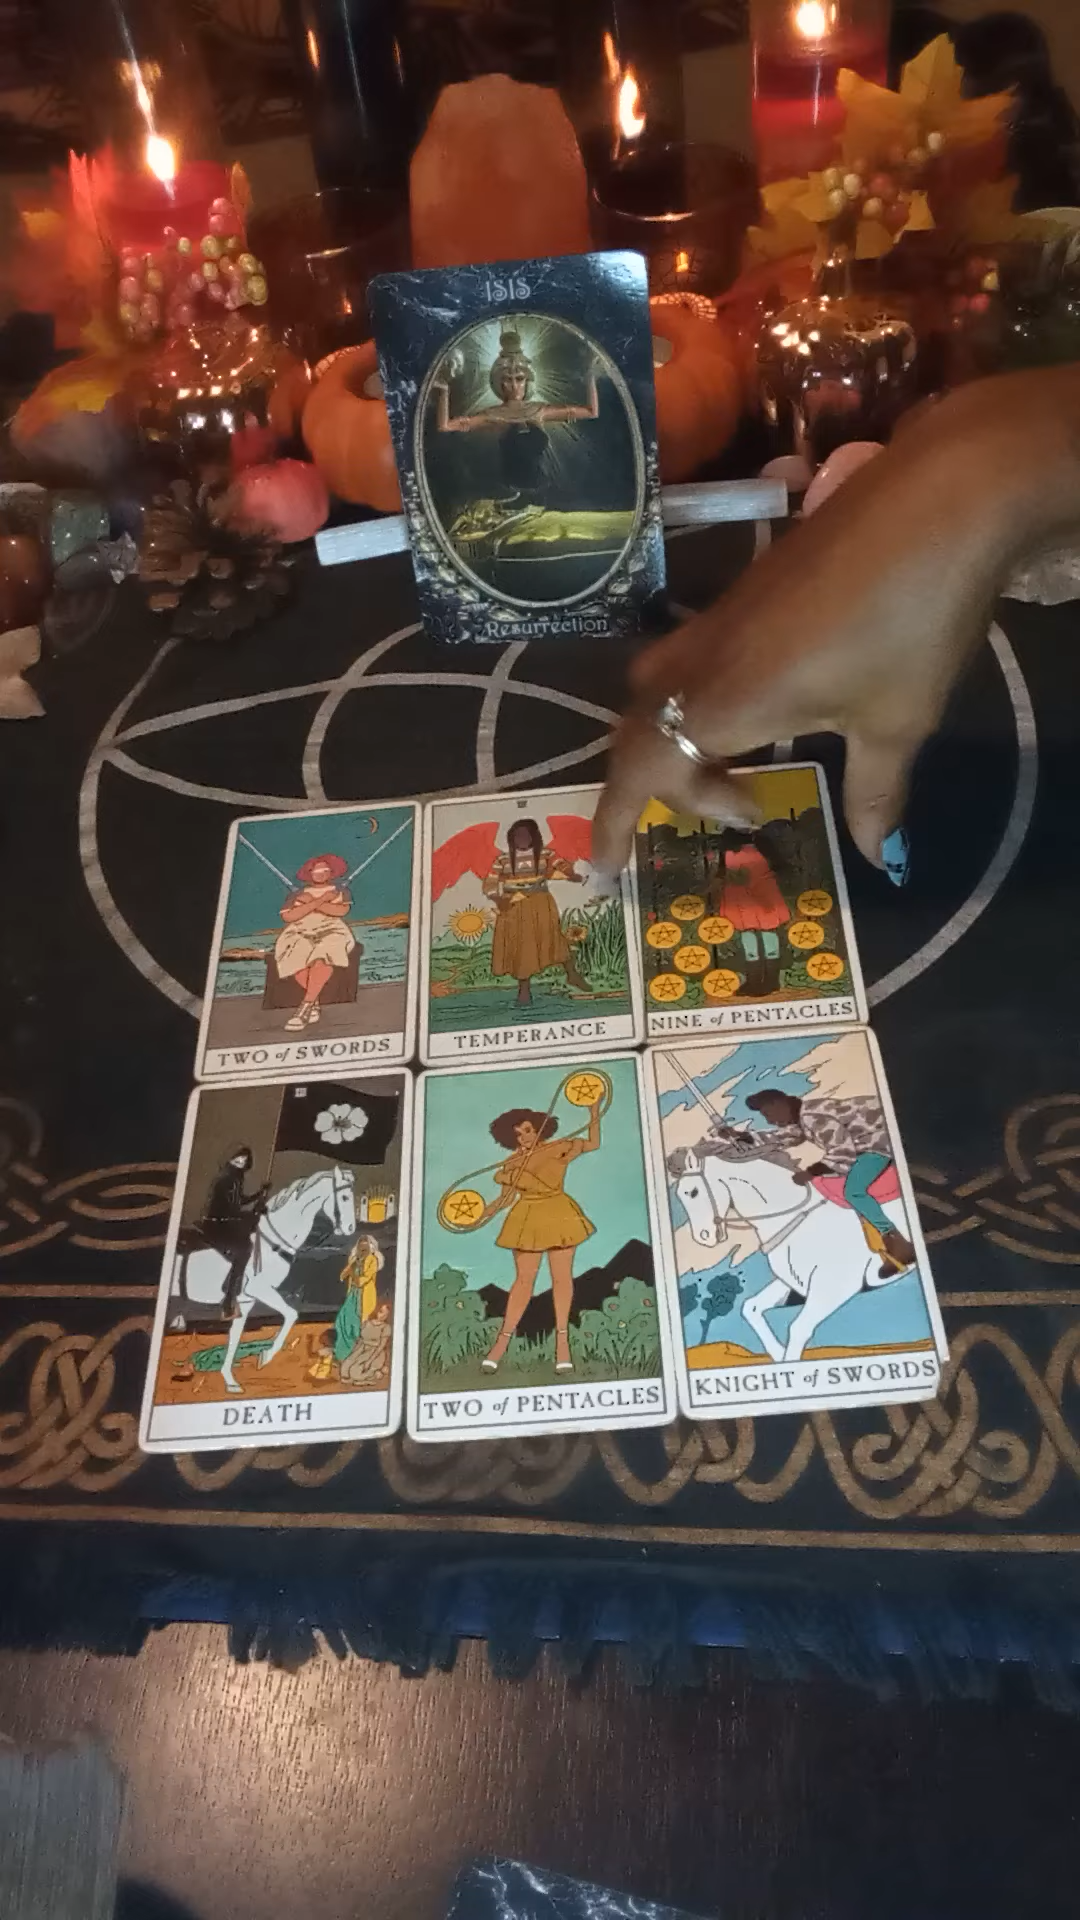 ISIS
Resurrection
TWO of SWORDS
TEMPERANCE
NINE of PENTACLES
DEATH
TWO of PENTACLES
KNIGHT of SWORDS